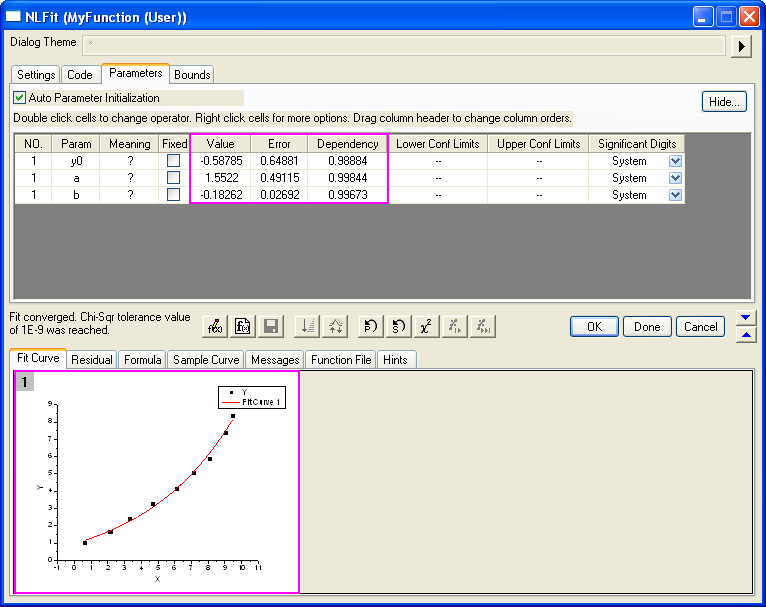 NLFit (MyFunction (User))
Dialog Theme *
Settings Code Parameters Bounds
Auto Parameter Initialization
Hide...
Double click cells to change operator. Right click cells for more options. Drag column header to change column orders.
NO. Param Meaning Fixed Value Error Dependency Lower Conf Limits Upper Conf Limits Significant Digits
1 y0 ? -0.58785 0.64881 0.98884 -- -- System
1 a ? 1.5522 0.49115 0.99844 -- -- System
1 b ? -0.18262 0.02692 0.99673 -- -- System
Fit converged. Chi-Sqr tolerance value
of 1E-9 was reached.
OK Done Cancel
Fit Curve Residual Formula Sample Curve Messages Function File Hints
1
Y
FitCurve 1
9
8
7
6
5
4
3
2
1
0
Y
-1 0 1 2 3 4 5 6 7 8 9 10 11
X